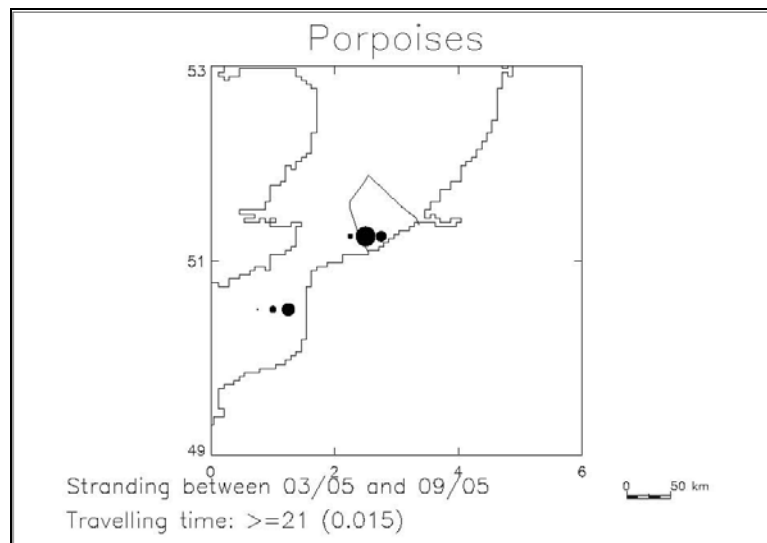 Porpoises
53
51
49
0
2
4
6
Stranding between 03/05 and 09/05
0
50 km
Travelling time: >=21 (0.015)